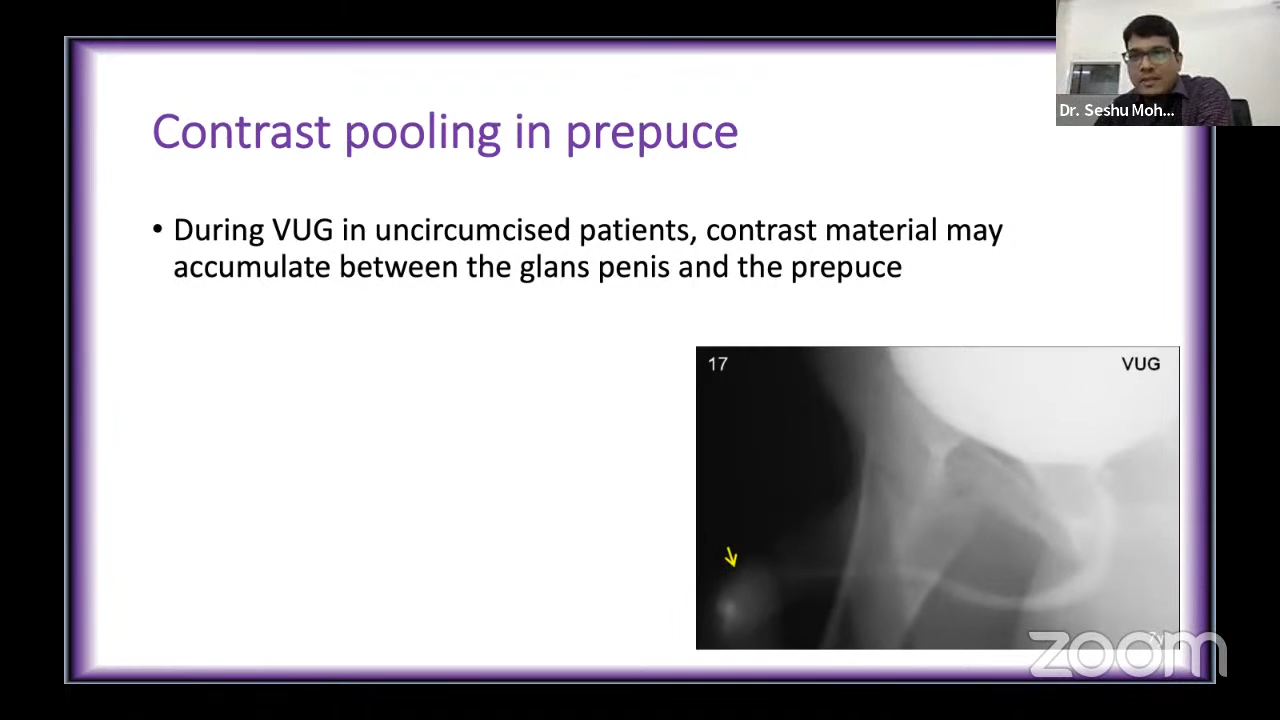 Dr. Seshu Moh...
Contrast pooling in prepuce
• During VUG in uncircumcised patients, contrast material may
accumulate between the glans penis and the prepuce
17
VUG
zoom